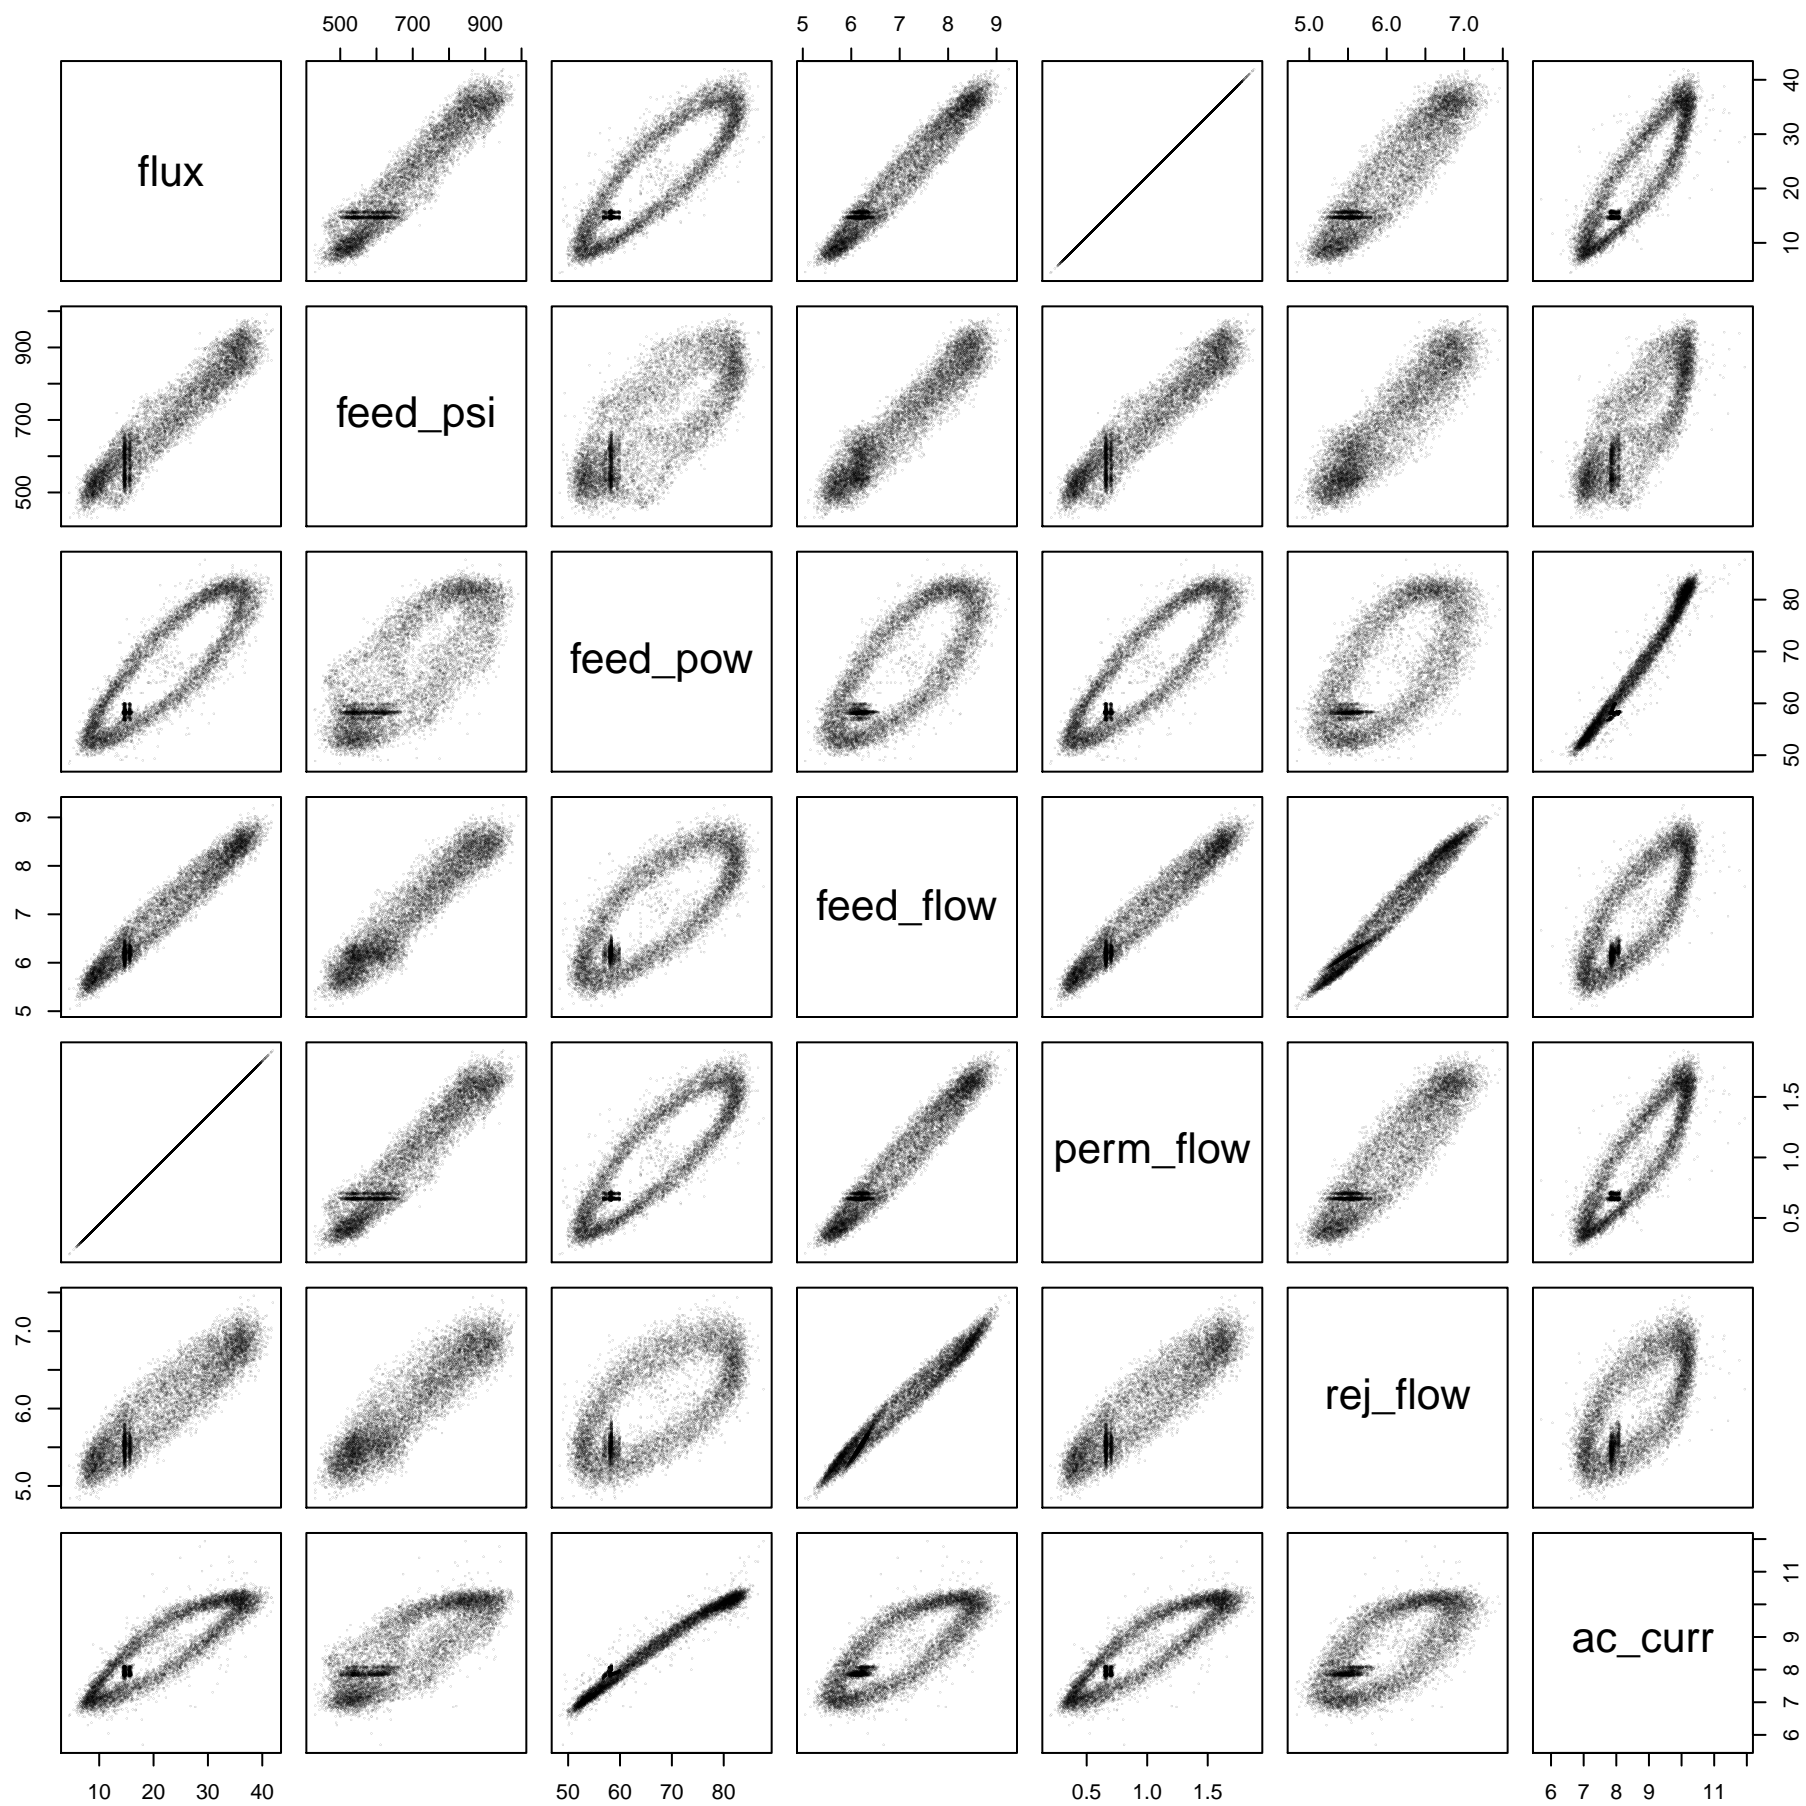 500 700 900 5 6 7 8 9 5.0 6.0 7.0
flux
10 20 30 40
500 700 900
feed_psi
feed_pow
50 60 70 80
5 6 7 8 9
feed_flow
perm_flow
0.5 1.0 1.5
5.0 6.0 7.0
rej_flow
ac_curr
6 7 8 9 11
10 20 30 40 50 60 70 80 0.5 1.0 1.5 6 7 8 9 11